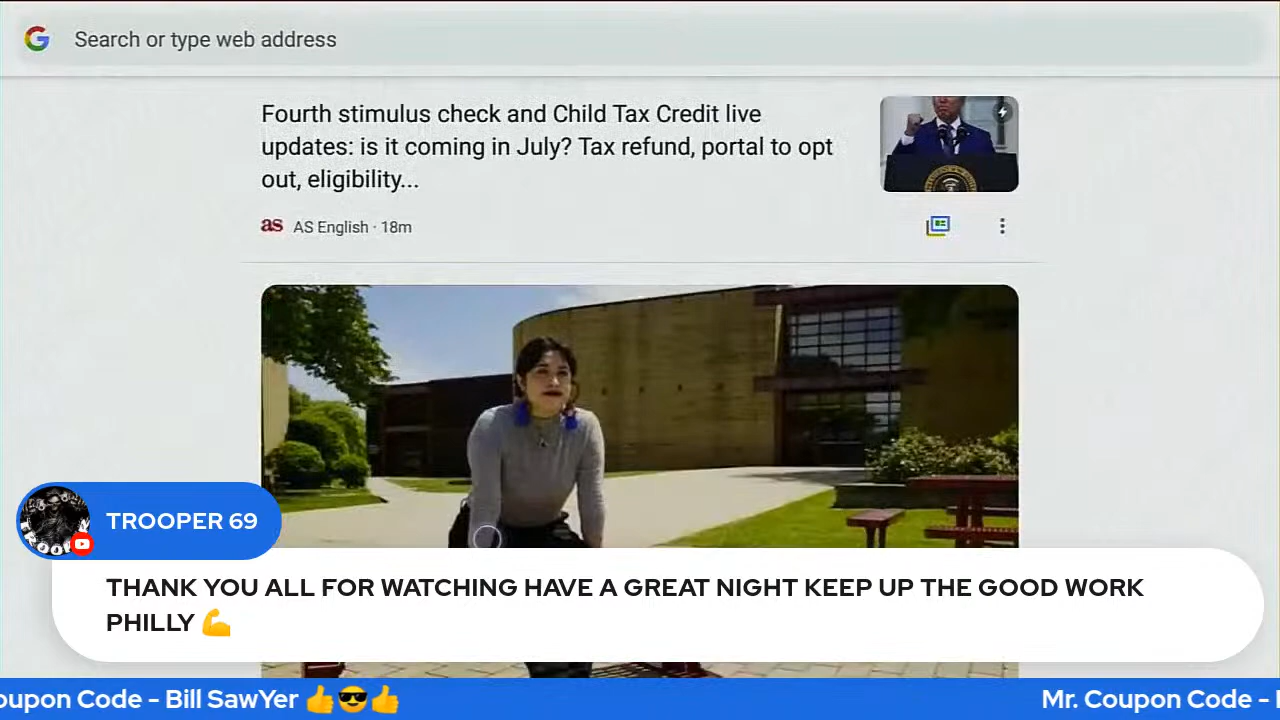 Search or type web address
Fourth stimulus check and Child Tax Credit live
updates: is it coming in July? Tax refund, portal to opt
out, eligibility...
as AS English · 18m
TROOPER 69
THANK YOU ALL FOR WATCHING HAVE A GREAT NIGHT KEEP UP THE GOOD WORK
PHILLY 💪
oupon Code - Bill SawYer 👍😎👍 Mr. Coupon Code -